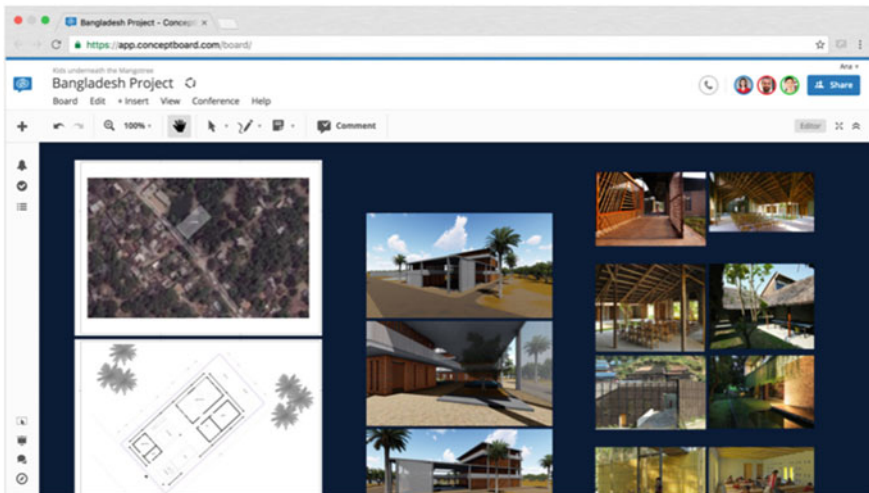 Bangladesh Project - Concept
https://app.conceptboard.com/board/
Ana
Kids underneath the Mangotree
Bangladesh Project
Share
Board Edit + Insert View Conference Help
100%
Comment
Editor